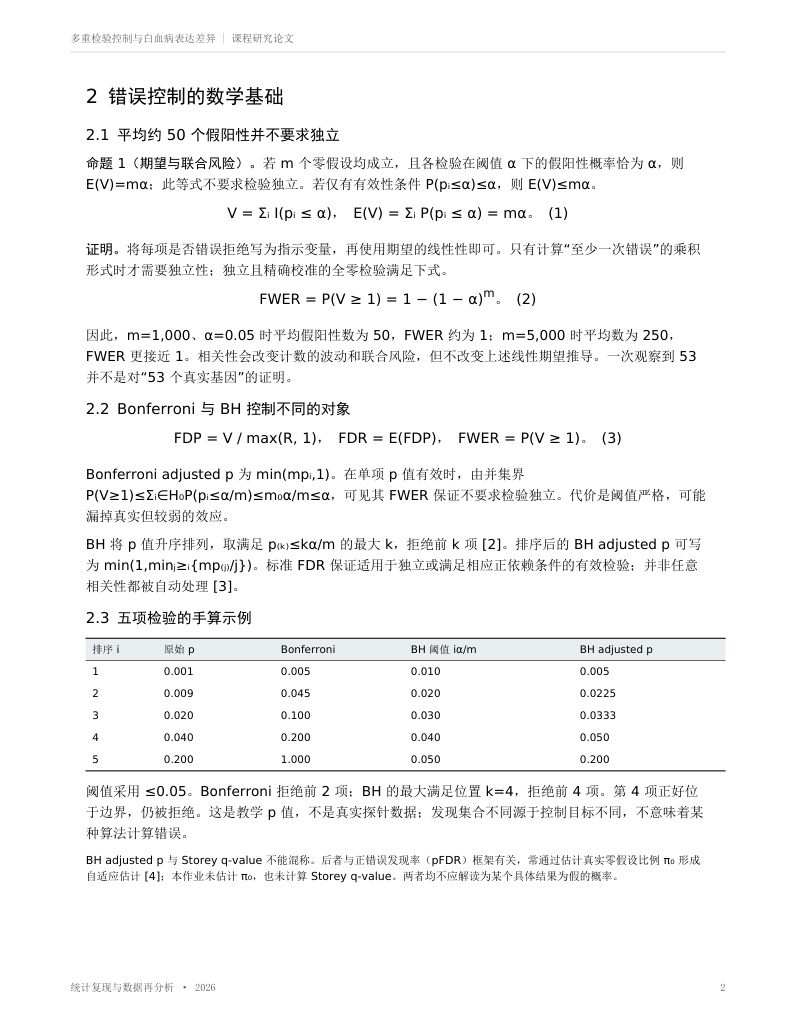 多重检验控制与白血病表达差异 | 课程研究论文
2 错误控制的数学基础
2.1 平均约 50 个假阳性并不要求独立
命题 1（期望与联合风险）。若 m 个零假设均成立，且各检验在阈值 α 下的假阳性概率恰为 α，则
E(V)=mα；此等式不要求检验独立。若仅有有效性条件 P(pᵢ≤α)≤α，则 E(V)≤mα。
V = Σᵢ I(pᵢ ≤ α)， E(V) = Σᵢ P(pᵢ ≤ α) = mα。 (1)
证明。将每项是否错误拒绝写为指示变量，再使用期望的线性性即可。只有计算“至少一次错误”的乘积
形式时才需要独立性；独立且精确校准的全零检验满足下式。
FWER = P(V ≥ 1) = 1 − (1 − α)ᵐ。 (2)
因此，m=1,000、α=0.05 时平均假阳性数为 50，FWER 约为 1；m=5,000 时平均数为 250，
FWER 更接近 1。相关性会改变计数的波动和联合风险，但不改变上述线性期望推导。一次观察到 53
并不是对“53 个真实基因”的证明。
2.2 Bonferroni 与 BH 控制不同的对象
FDP = V / max(R, 1)， FDR = E(FDP)， FWER = P(V ≥ 1)。 (3)
Bonferroni adjusted p 为 min(mpᵢ,1)。在单项 p 值有效时，由并集界
P(V≥1)≤Σᵢ∈H₀P(pᵢ≤α/m)≤m₀α/m≤α，可见其 FWER 保证不要求检验独立。代价是阈值严格，可能
漏掉真实但较弱的效应。
BH 将 p 值升序排列，取满足 p₍ₖ₎≤kα/m 的最大 k，拒绝前 k 项 [2]。排序后的 BH adjusted p 可写
为 min(1,minⱼ≥ᵢ{mp₍ⱼ₎/j})。标准 FDR 保证适用于独立或满足相应正依赖条件的有效检验；并非任意
相关性都被自动处理 [3]。
2.3 五项检验的手算示例
排序 i 原始 p Bonferroni BH 阈值 iα/m BH adjusted p
1 0.001 0.005 0.010 0.005
2 0.009 0.045 0.020 0.0225
3 0.020 0.100 0.030 0.0333
4 0.040 0.200 0.040 0.050
5 0.200 1.000 0.050 0.200
阈值采用 ≤0.05。Bonferroni 拒绝前 2 项；BH 的最大满足位置 k=4，拒绝前 4 项。第 4 项正好位
于边界，仍被拒绝。这是教学 p 值，不是真实探针数据；发现集合不同源于控制目标不同，不意味着某
种算法计算错误。
BH adjusted p 与 Storey q-value 不能混称。后者与正错误发现率（pFDR）框架有关，常通过估计真实零假设比例 π₀ 形成
自适应估计 [4]；本作业未估计 π₀，也未计算 Storey q-value。两者均不应解读为某个具体结果为假的概率。
统计复现与数据再分析 • 2026
2